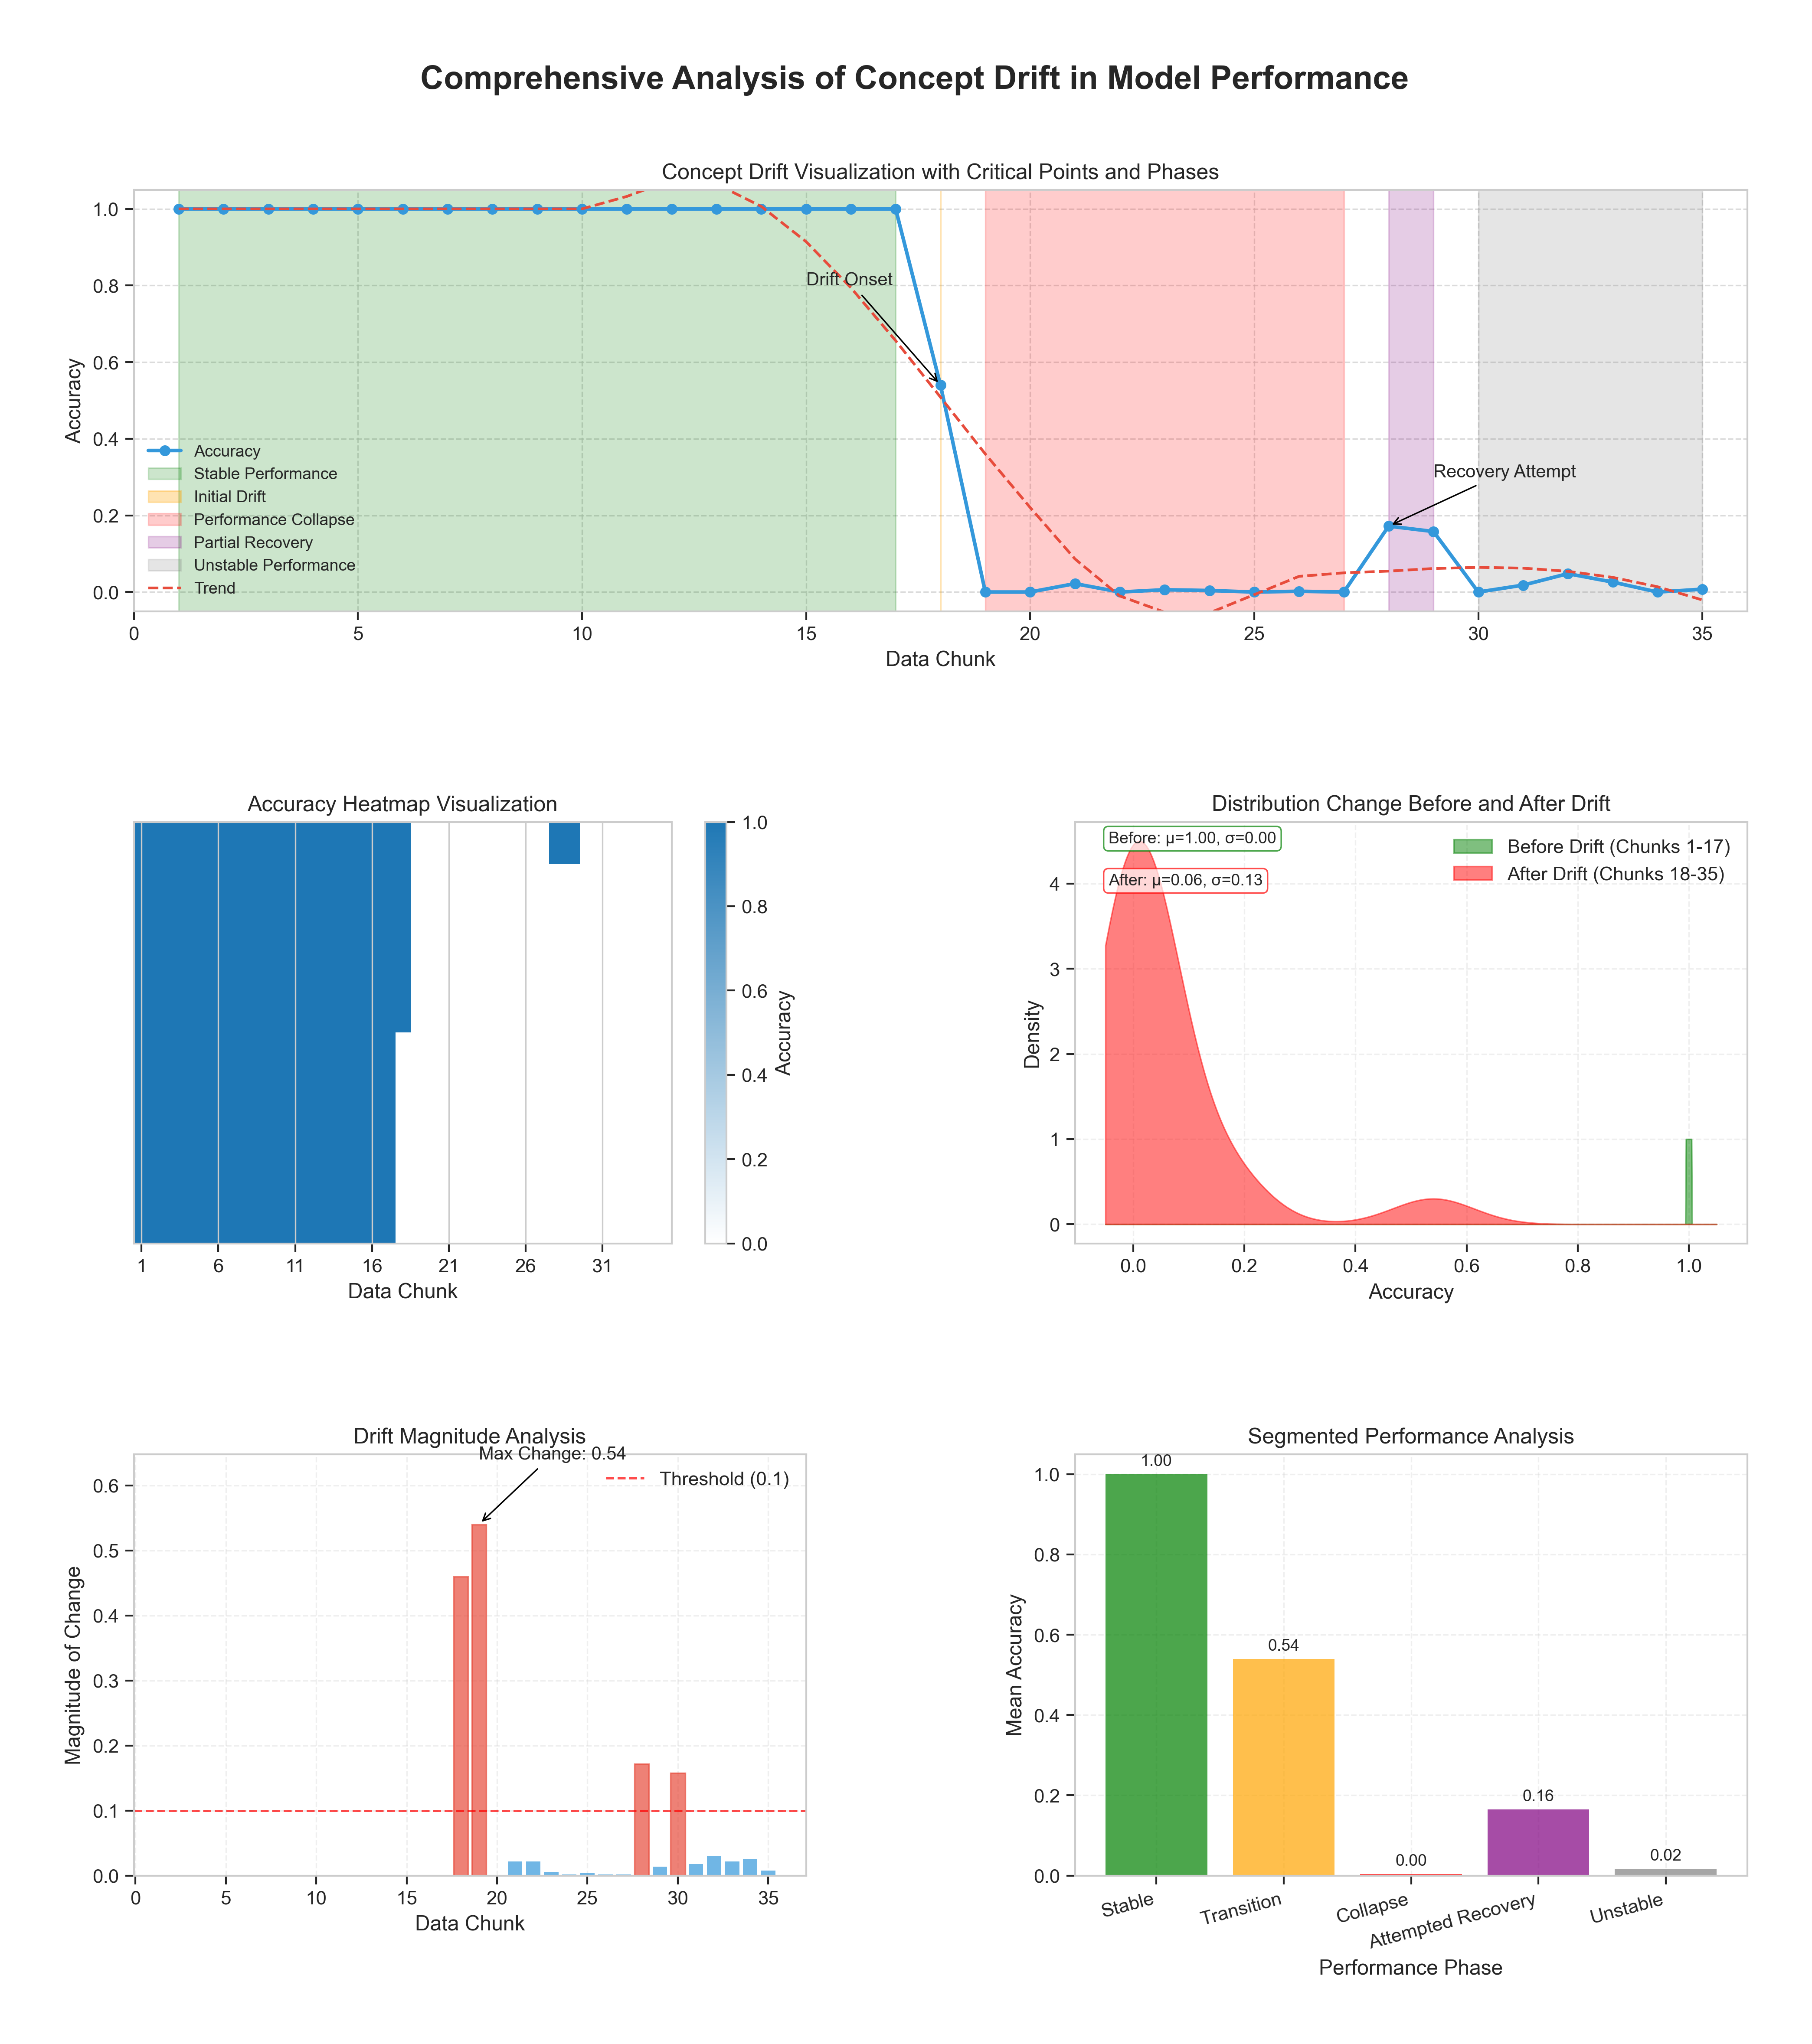 Comprehensive Analysis of Concept Drift in Model Performance
Concept Drift Visualization with Critical Points and Phases
Accuracy
1.0
0.8
0.6
0.4
0.2
0.0
Drift Onset
Recovery Attempt
Accuracy
Stable Performance
Initial Drift
Performance Collapse
Partial Recovery
Unstable Performance
Trend
0 5 10 15 20 25 30 35
Data Chunk
Accuracy Heatmap Visualization
1 6 11 16 21 26 31
Data Chunk
1.0
0.8
0.6
0.4
0.2
0.0
Accuracy
Distribution Change Before and After Drift
Before: μ=1.00, σ=0.00
After: μ=0.06, σ=0.13
Before Drift (Chunks 1-17)
After Drift (Chunks 18-35)
Density
4
3
2
1
0
0.0 0.2 0.4 0.6 0.8 1.0
Accuracy
Drift Magnitude Analysis
Max Change: 0.54
Threshold (0.1)
Magnitude of Change
0.6
0.5
0.4
0.3
0.2
0.1
0.0
0 5 10 15 20 25 30 35
Data Chunk
Segmented Performance Analysis
Mean Accuracy
1.0
0.8
0.6
0.4
0.2
0.0
1.00
0.54
0.00
0.16
0.02
Stable
Transition
Collapse
Attempted Recovery
Unstable
Performance Phase